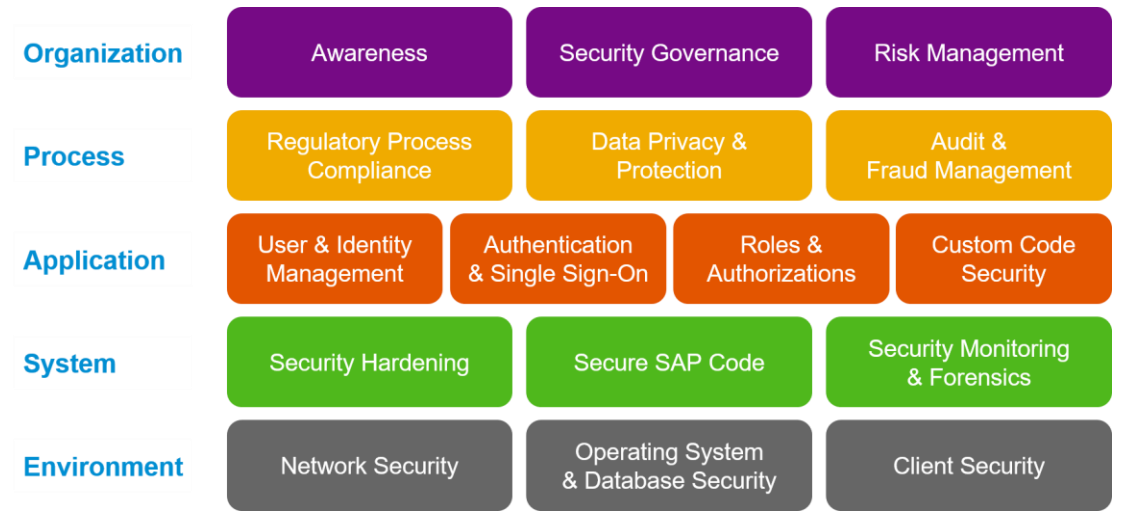 Organization
Awareness
Security Governance
Risk Management
Process
Regulatory Process
Compliance
Data Privacy &
Protection
Audit &
Fraud Management
Application
User & Identity
Management
Authentication
& Single Sign-On
Roles &
Authorizations
Custom Code
Security
System
Security Hardening
Secure SAP Code
Security Monitoring
& Forensics
Environment
Network Security
Operating System
& Database Security
Client Security